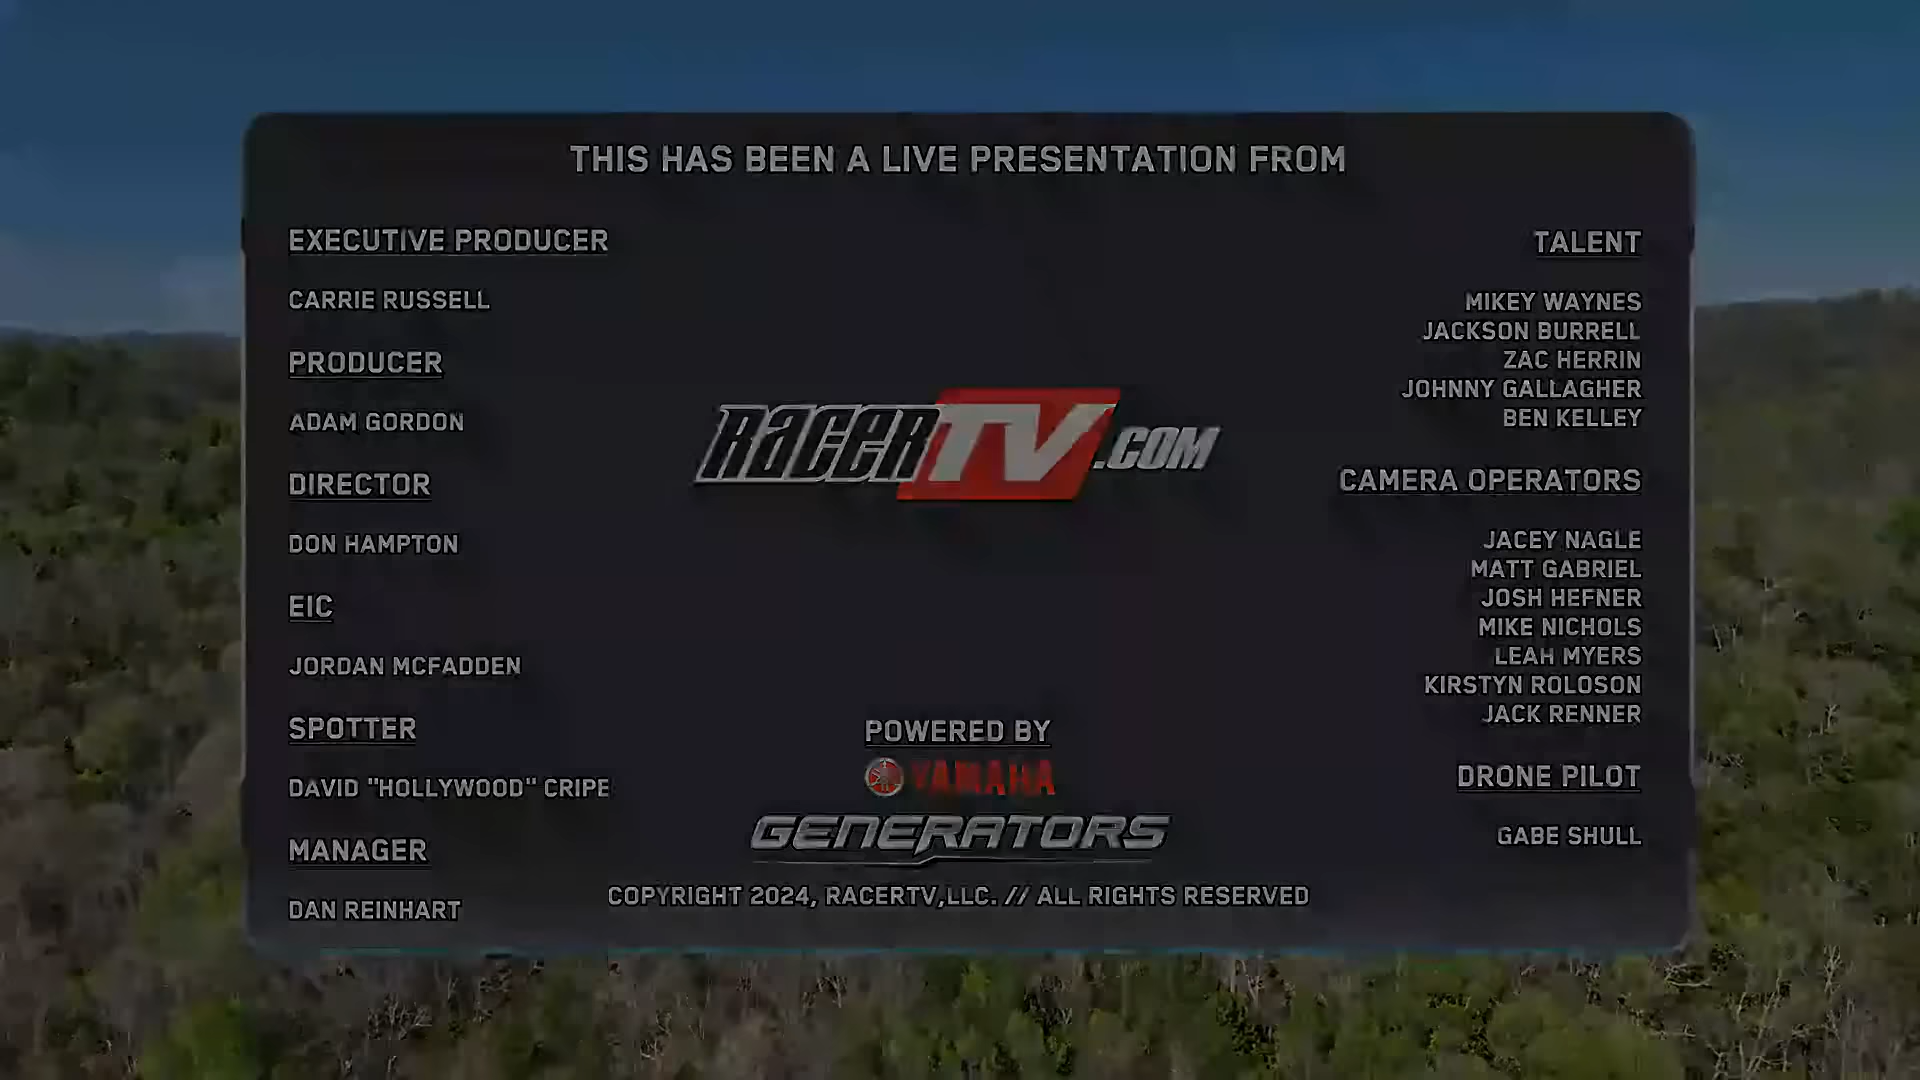 THIS HAS BEEN A LIVE PRESENTATION FROM
EXECUTIVE PRODUCER
CARRIE RUSSELL
PRODUCER
ADAM GORDON
DIRECTOR
DON HAMPTON
EIC
JORDAN MCFADDEN
SPOTTER
DAVID "HOLLYWOOD" CRIPE
MANAGER
DAN REINHART
RACERTV.COM
POWERED BY
YAMAHA
GENERATORS
COPYRIGHT 2024, RACERTV,LLC. // ALL RIGHTS RESERVED
TALENT
MIKEY WAYNES
JACKSON BURRELL
ZAC HERRIN
JOHNNY GALLAGHER
BEN KELLEY
CAMERA OPERATORS
JACEY NAGLE
MATT GABRIEL
JOSH HEFNER
MIKE NICHOLS
LEAH MYERS
KIRSTYN ROLOSON
JACK RENNER
DRONE PILOT
GABE SHULL